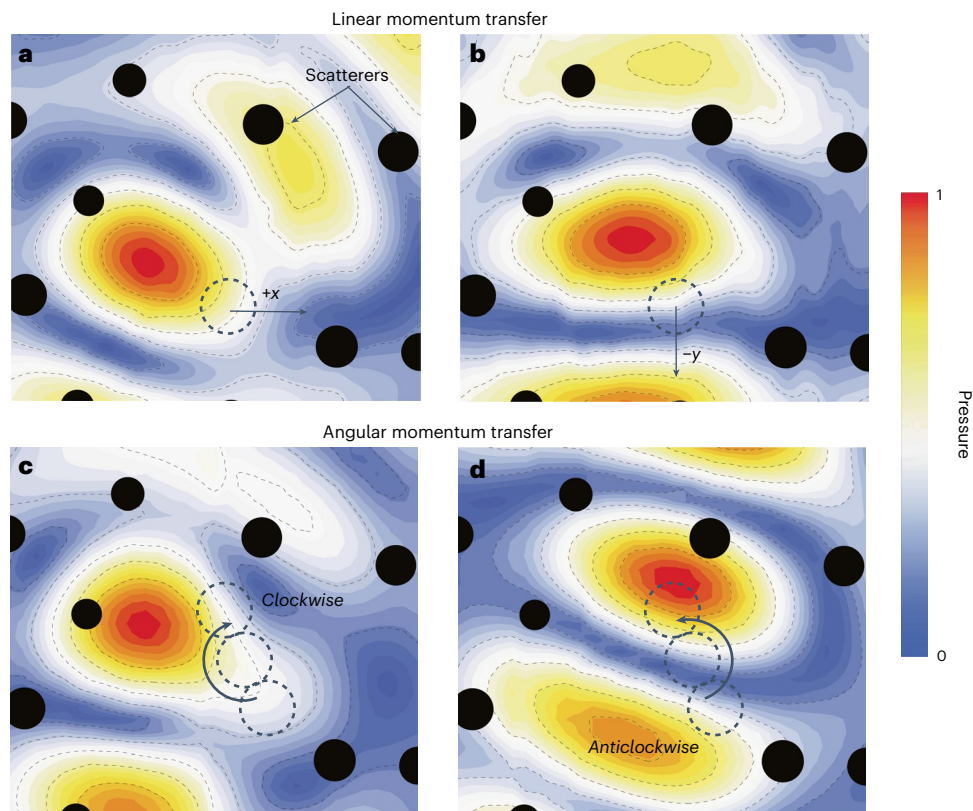 Linear momentum transfer
a
b
Scatterers
+x
−y
1
Pressure
0
Angular momentum transfer
c
d
Clockwise
Anticlockwise